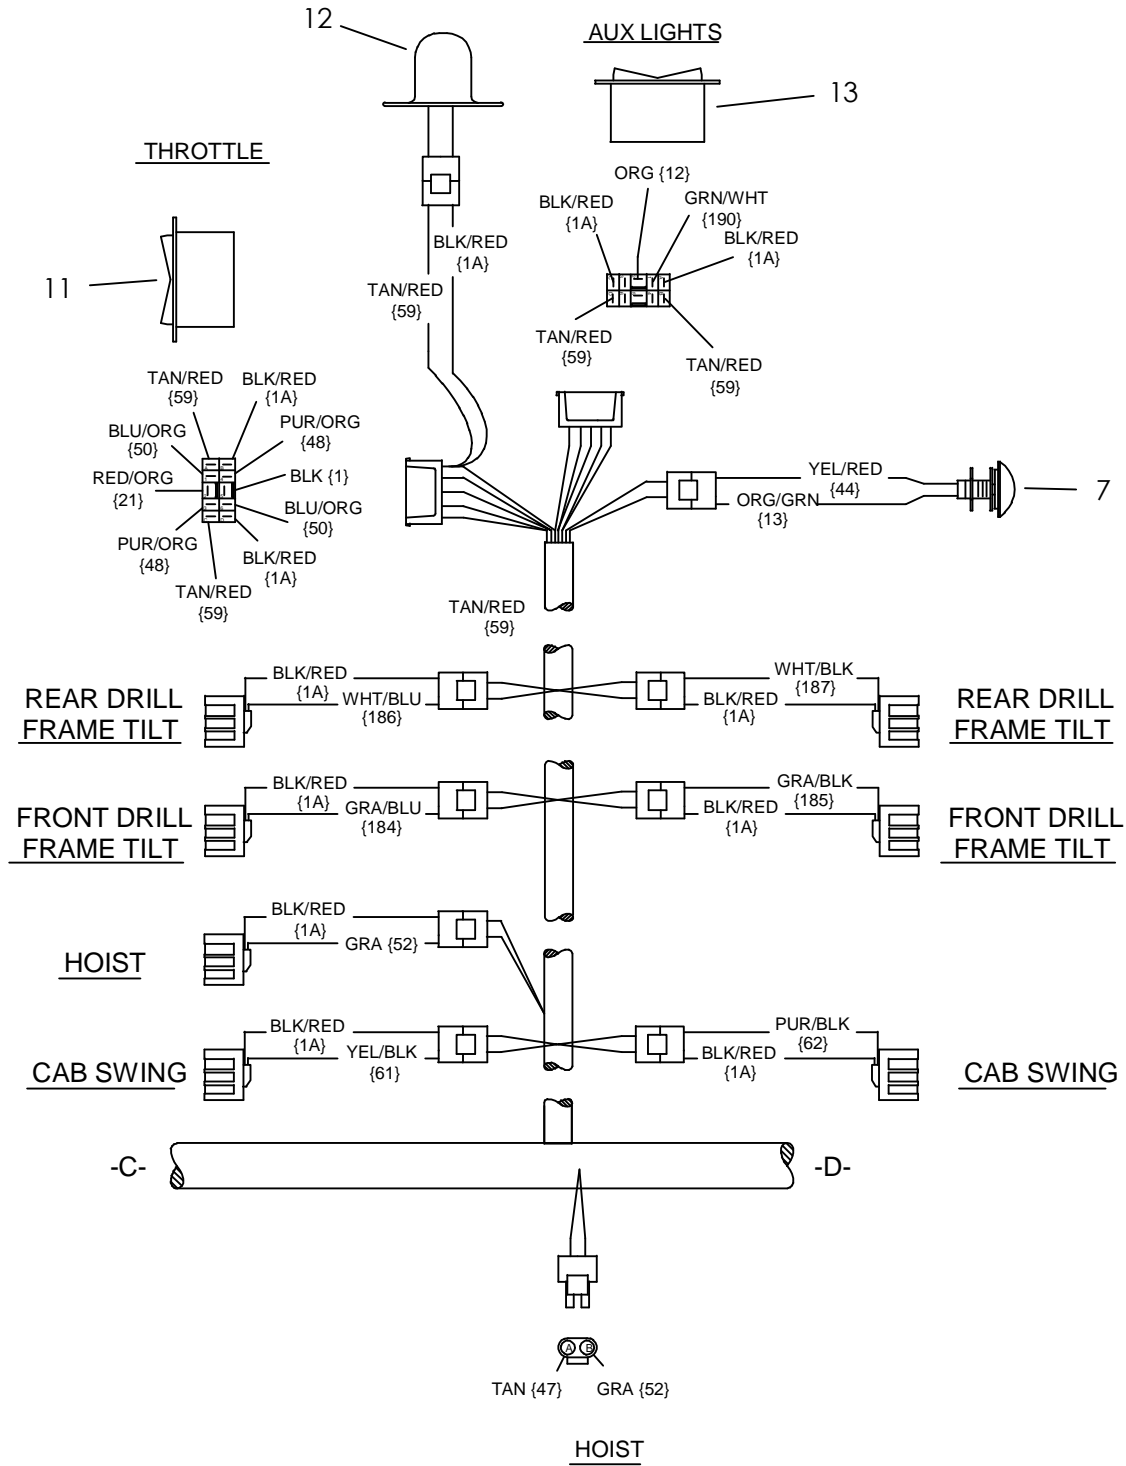 12
AUX LIGHTS
13
THROTTLE
ORG {12}
BLK/RED
{1A}
GRN/WHT
{190}
BLK/RED
{1A}
BLK/RED
{1A}
11
TAN/RED
{59}
TAN/RED
{59}
TAN/RED
{59}
TAN/RED
{59}
BLK/RED
{1A}
BLU/ORG
{50}
PUR/ORG
{48}
RED/ORG
{21}
BLK {1}
BLU/ORG
{50}
PUR/ORG
{48}
BLK/RED
{1A}
TAN/RED
{59}
YEL/RED
{44}
ORG/GRN
{13}
7
TAN/RED
{59}
REAR DRILL
FRAME TILT
BLK/RED
{1A}
WHT/BLU
{186}
WHT/BLK
{187}
BLK/RED
{1A}
REAR DRILL
FRAME TILT
FRONT DRILL
FRAME TILT
BLK/RED
{1A}
GRA/BLU
{184}
GRA/BLK
{185}
BLK/RED
{1A}
FRONT DRILL
FRAME TILT
HOIST
BLK/RED
{1A}
GRA {52}
CAB SWING
BLK/RED
{1A}
YEL/BLK
{61}
PUR/BLK
{62}
BLK/RED
{1A}
CAB SWING
-C-
-D-
A B
TAN {47}
GRA {52}
HOIST